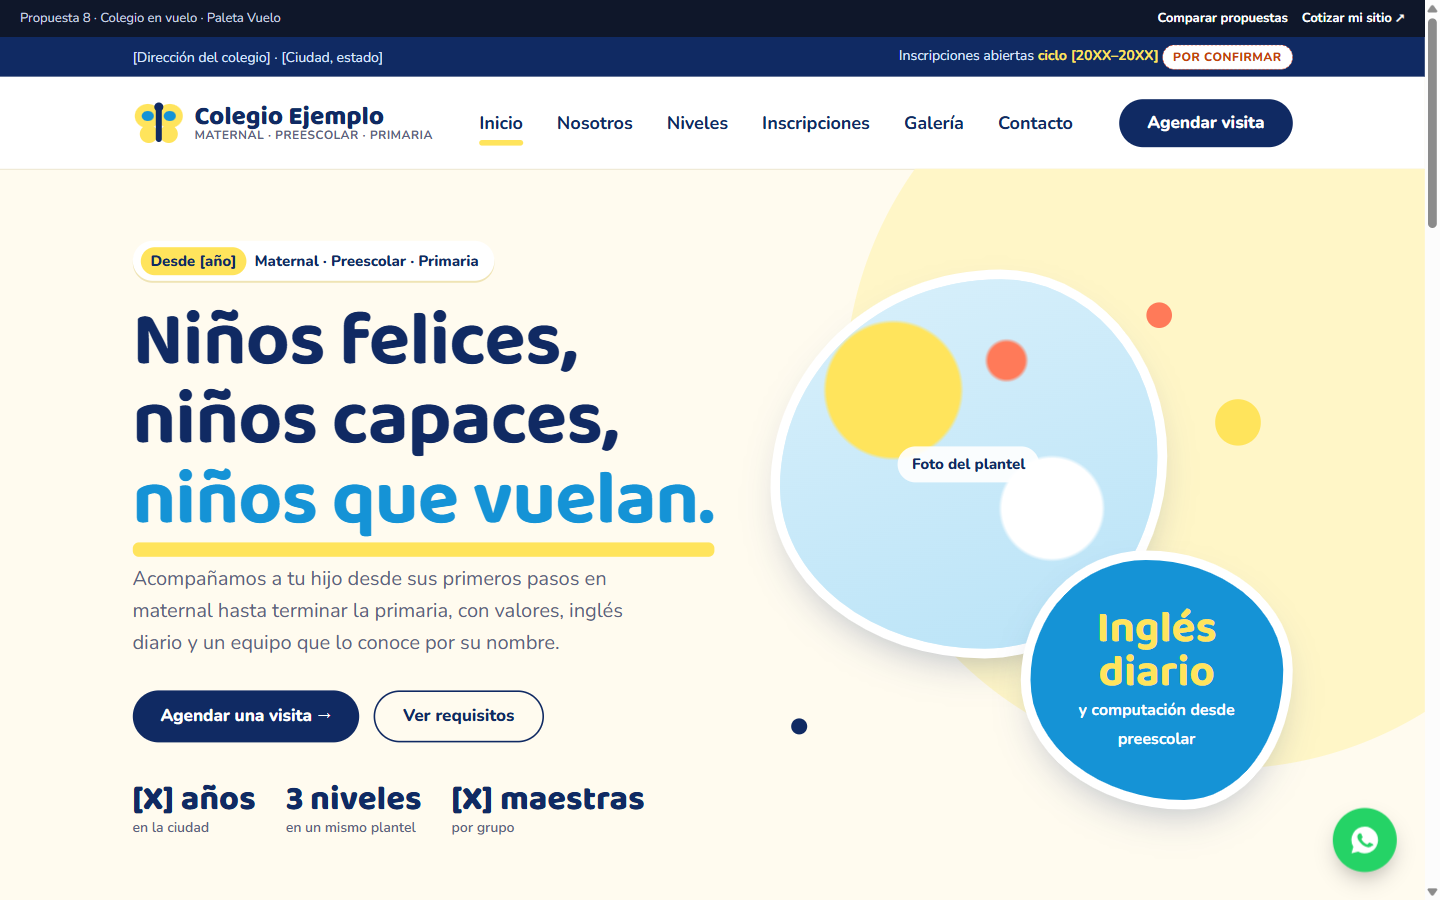 Propuesta 8 · Colegio en vuelo · Paleta Vuelo
Comparar propuestas
Cotizar mi sitio ↗
[Dirección del colegio] · [Ciudad, estado]
Inscripciones abiertas ciclo [20XX–20XX] POR CONFIRMAR
Colegio Ejemplo
MATERNAL · PREESCOLAR · PRIMARIA
Inicio
Nosotros
Niveles
Inscripciones
Galería
Contacto
Agendar visita
Desde [año] Maternal · Preescolar · Primaria
Niños felices,
niños capaces,
niños que vuelan.
Acompañamos a tu hijo desde sus primeros pasos en
maternal hasta terminar la primaria, con valores, inglés
diario y un equipo que lo conoce por su nombre.
Agendar una visita →
Ver requisitos
[X] años
en la ciudad
3 niveles
en un mismo plantel
[X] maestras
por grupo
Foto del plantel
Inglés
diario
y computación desde
preescolar